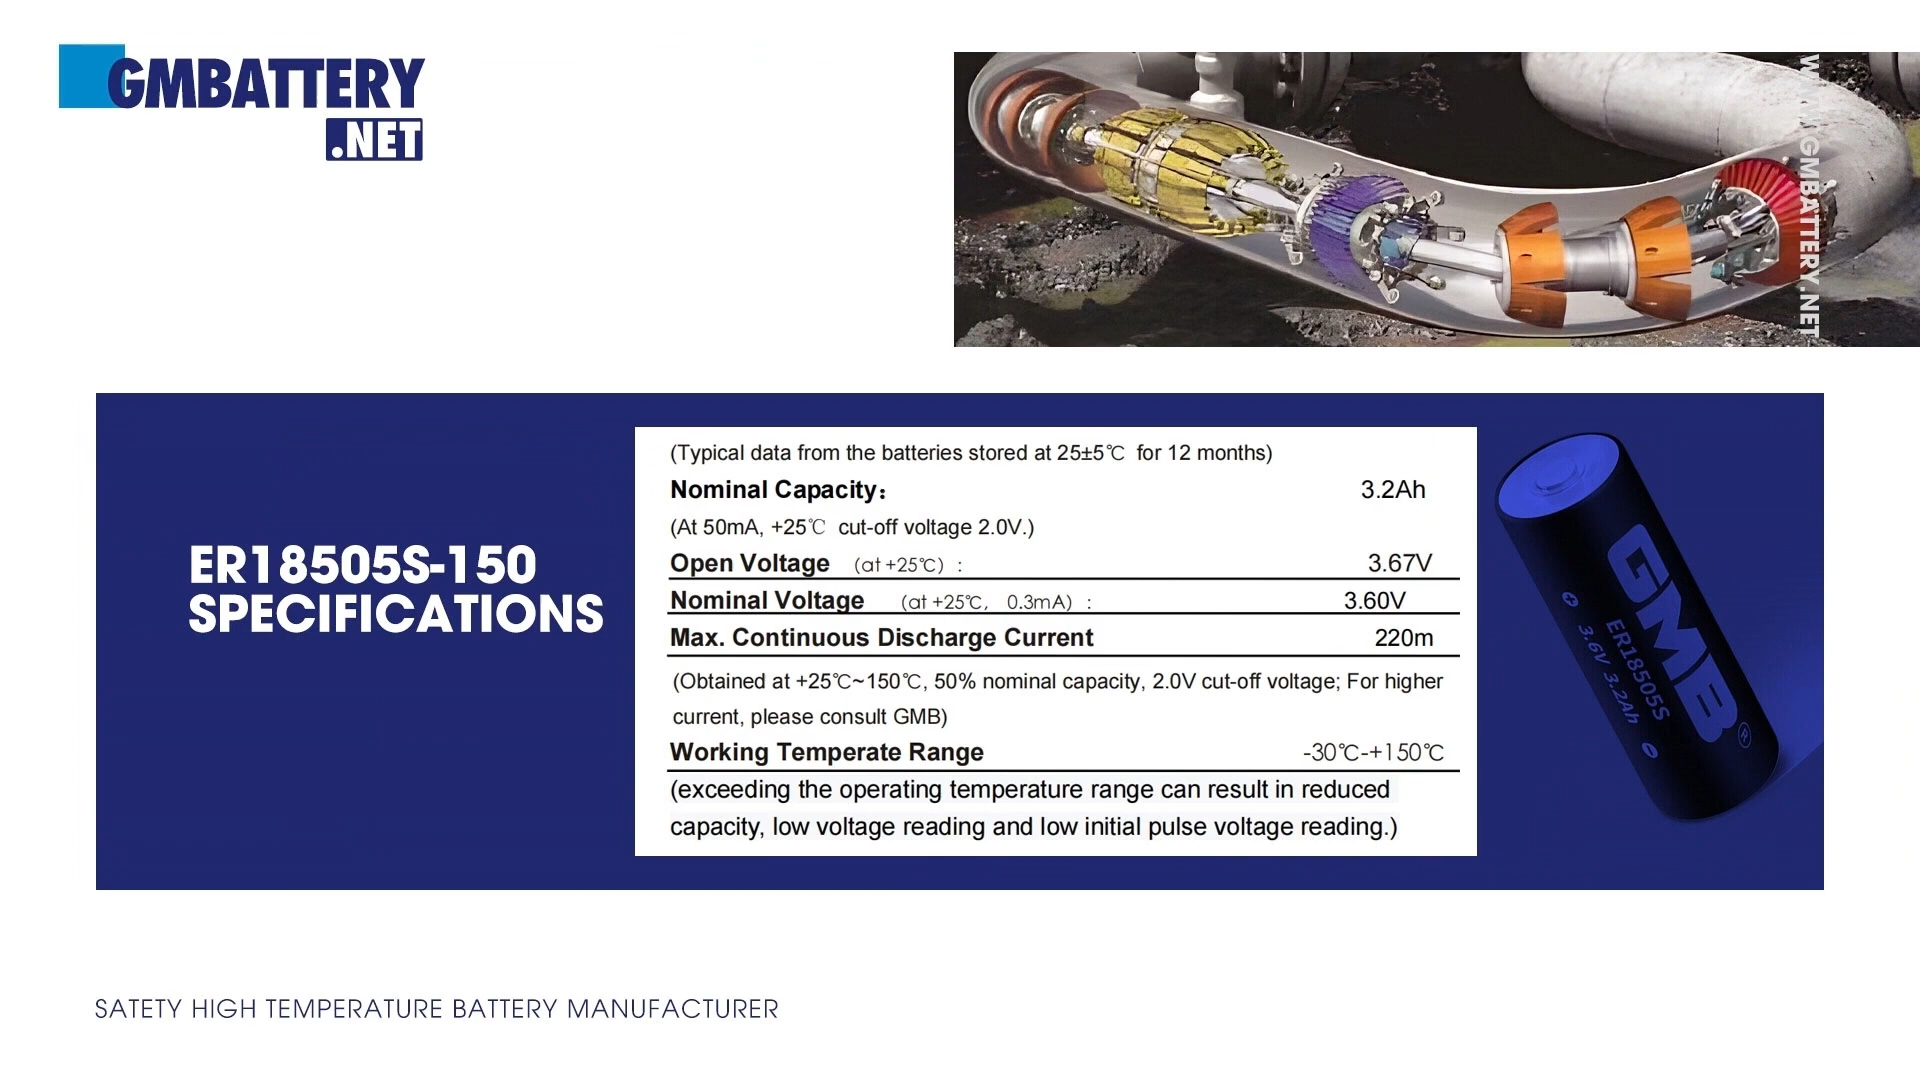 GMBATTERY
.NET
WWW.GMBATTERY.NET
ER18505S-150
SPECIFICATIONS
(Typical data from the batteries stored at 25±5℃ for 12 months)
Nominal Capacity： 3.2Ah
(At 50mA, +25℃ cut-off voltage 2.0V.)
Open Voltage (at +25℃) : 3.67V
Nominal Voltage (at +25℃, 0.3mA) : 3.60V
Max. Continuous Discharge Current 220m
(Obtained at +25℃~150℃, 50% nominal capacity, 2.0V cut-off voltage; For higher
current, please consult GMB)
Working Temperate Range -30℃-+150℃
(exceeding the operating temperature range can result in reduced
capacity, low voltage reading and low initial pulse voltage reading.)
GMB®
ER18505S
3.6V 3.2Ah
SATETY HIGH TEMPERATURE BATTERY MANUFACTURER